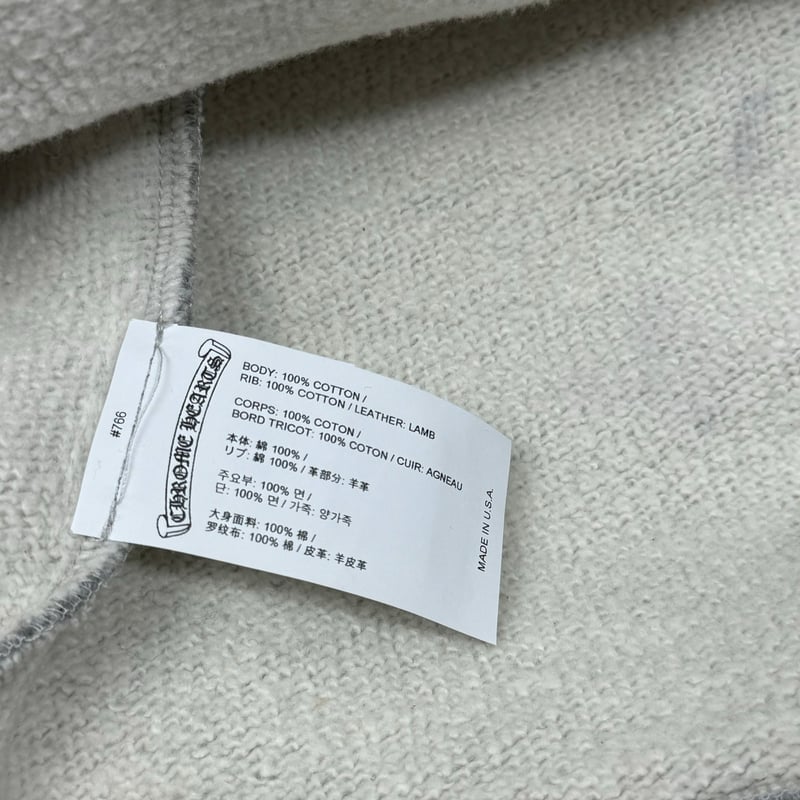 #766
CHROME HEARTS
BODY: 100% COTTON /
RIB: 100% COTTON / LEATHER: LAMB
CORPS: 100% COTON /
BORD TRICOT: 100% COTON / CUIR: AGNEAU
本体: 綿 100% /
リブ: 綿 100% / 革部分: 羊革
주요부: 100% 면 /
단: 100% 면 / 가죽: 양가죽
大身面料: 100% 棉 /
罗纹布: 100% 棉 / 皮革: 羊皮革
MADE IN U.S.A.